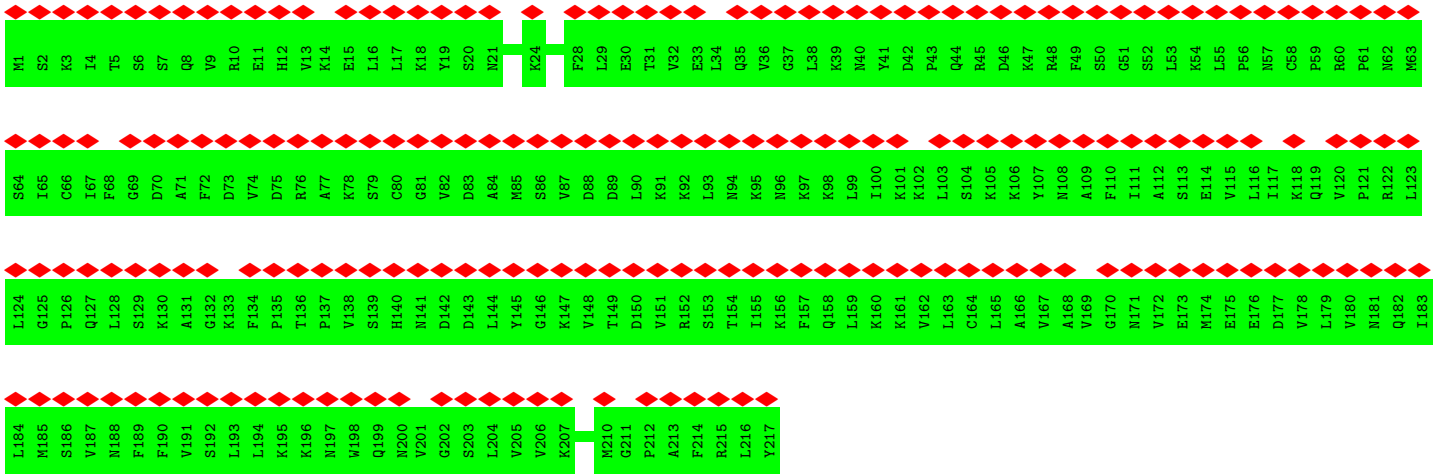 M1 S2 K3 I4 T5 S6 S7 Q8 V9 R10 E11 H12 V13 K14 E15 L16 L17 K18 Y19 S20 N21 K24 F28 L29 E30 T31 V32 E33 L34 Q35 V36 G37 L38 K39 N40 Y41 D42 P43 Q44 R45 D46 K47 R48 F49 S50 G51 S52 L53 K54 L55 P56 N57 C58 P59 R60 P61 N62 M63
S64 I65 C66 I67 F68 G69 D70 A71 F72 D73 V74 D75 R76 A77 K78 S79 C80 G81 V82 D83 A84 M85 S86 V87 D88 D89 L90 K91 K92 L93 N94 K95 N96 K97 K98 L99 I100 K101 K102 L103 S104 K105 K106 Y107 N108 A109 F110 I111 A112 S113 E114 V115 L116 I117 K118 Q119 V120 P121 R122 L123
L124 G125 P126 Q127 L128 S129 K130 A131 G132 K133 F134 P135 T136 P137 V138 S139 H140 N141 D142 D143 L144 Y145 G146 K147 V148 T149 D150 V151 R152 S153 T154 I155 K156 F157 Q158 L159 K160 K161 V162 L163 C164 L165 A166 V167 A168 V169 G170 N171 V172 E173 M174 E175 E176 D177 V178 L179 V180 N181 Q182 I183
L184 M185 S186 V187 N188 F189 F190 V191 S192 L193 L194 K195 K196 N197 W198 Q199 N200 V201 G202 S203 L204 V205 V206 K207 M210 G211 P212 A213 F214 R215 L216 Y217